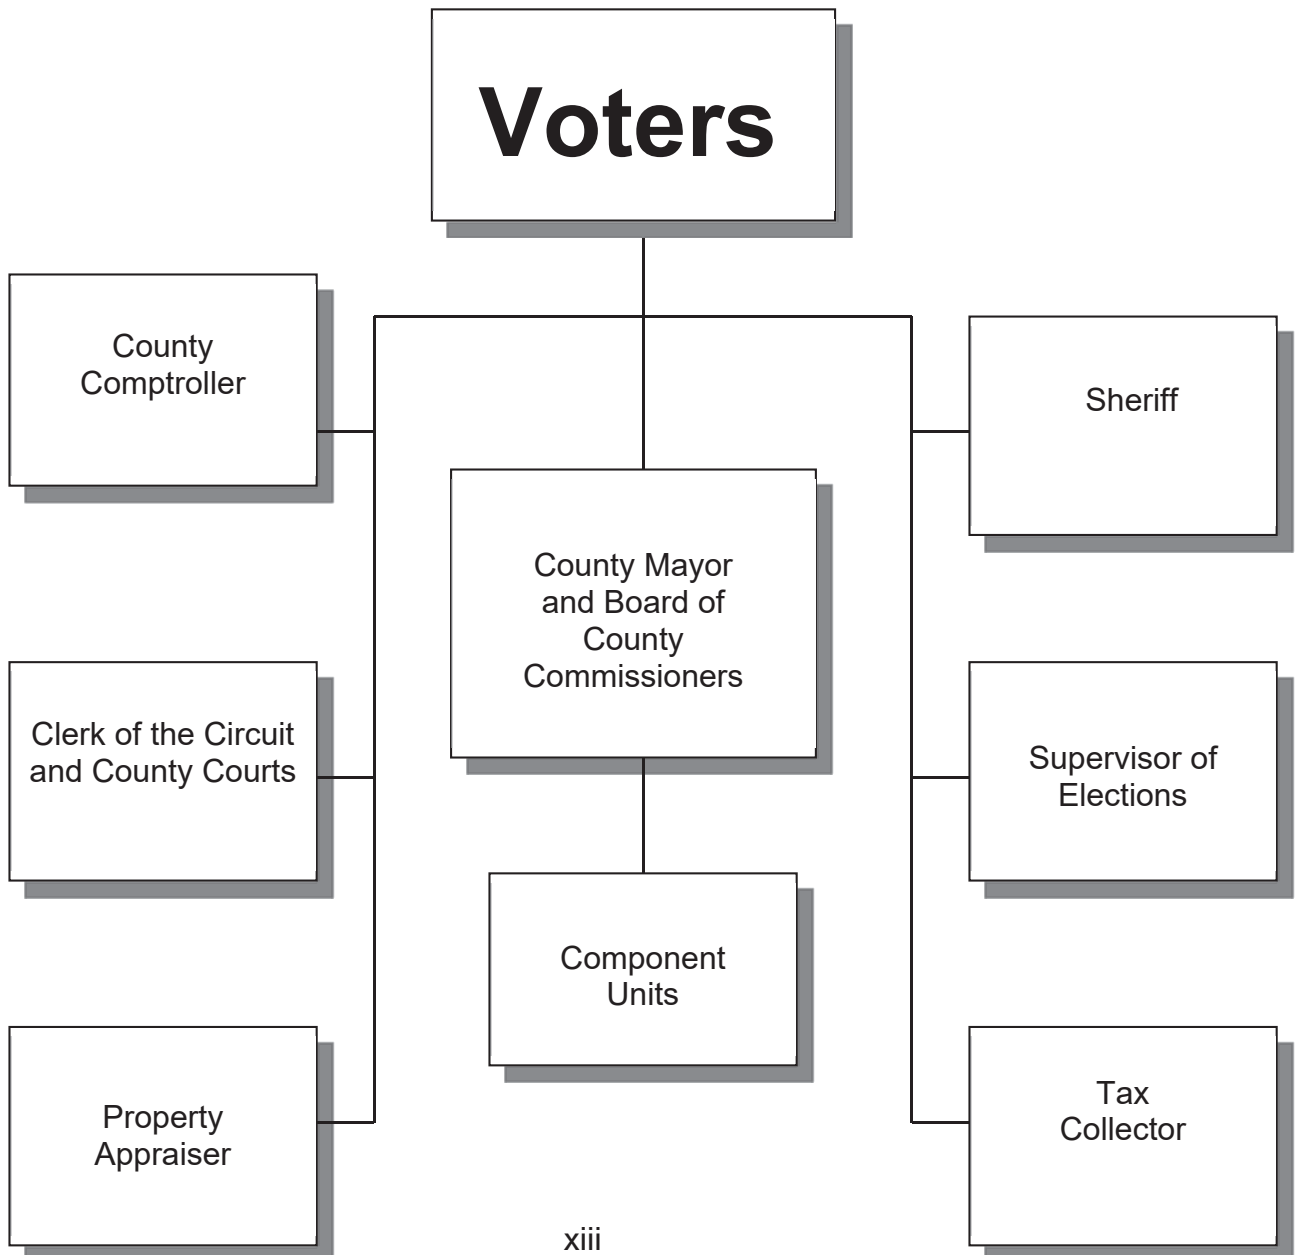 Voters
County
Comptroller
Sheriff
County Mayor
and Board of
County
Commissioners
Clerk of the Circuit
and County Courts
Supervisor of
Elections
Component
Units
Property
Appraiser
Tax
Collector
xiii